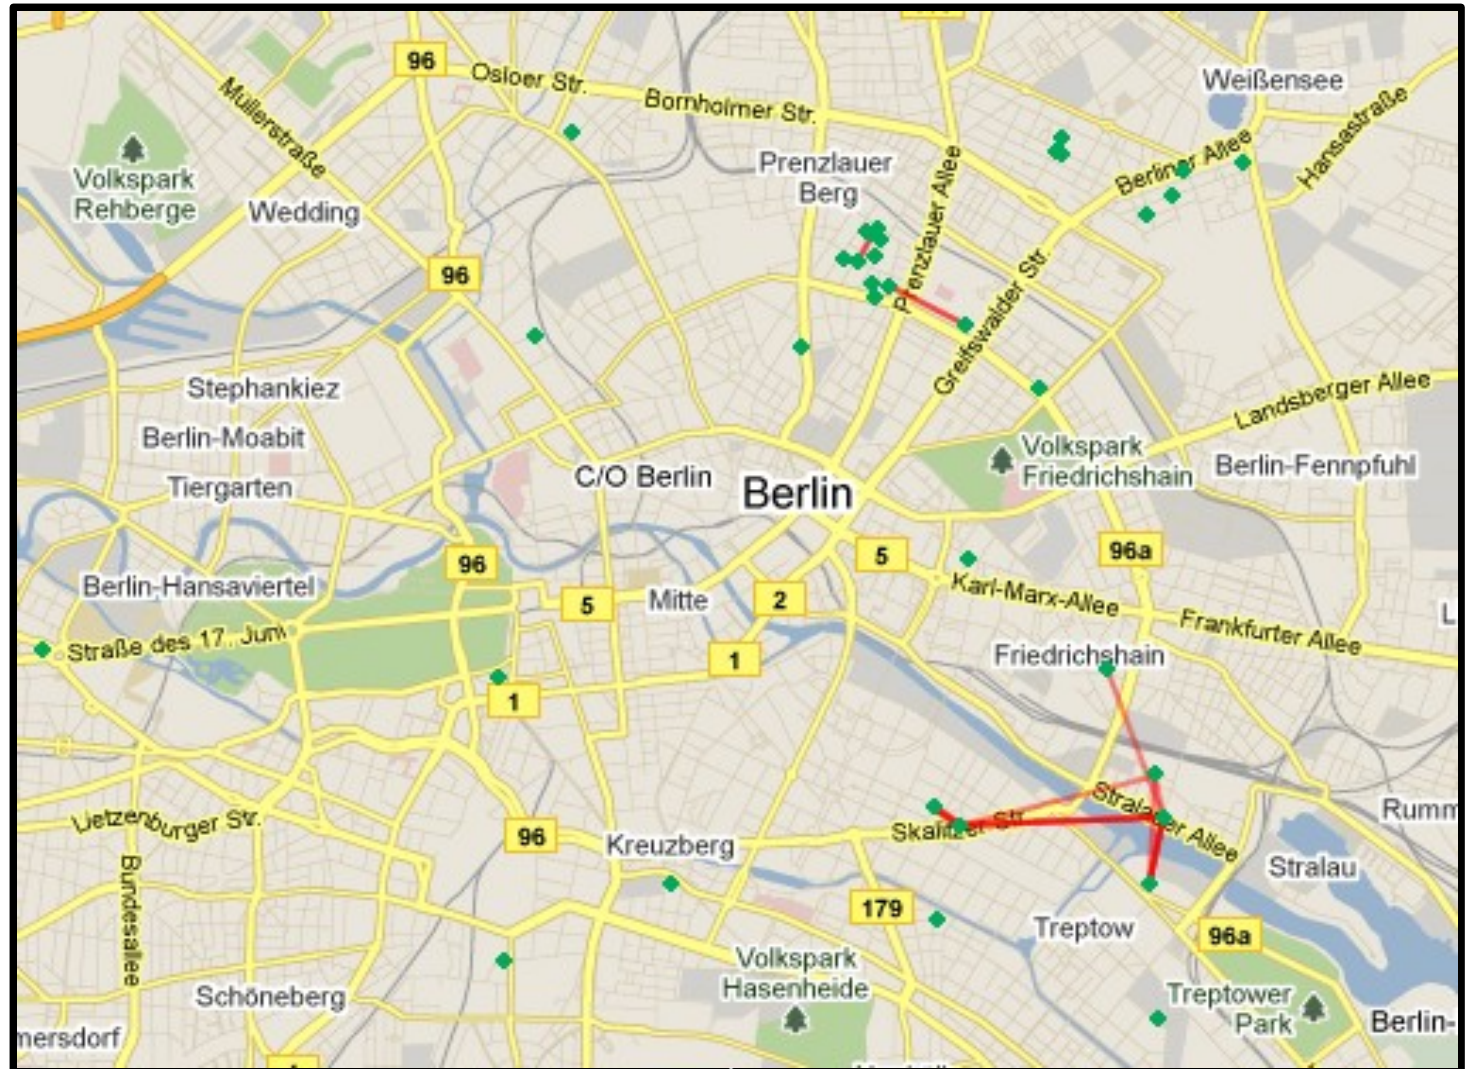 96
Osloer Str.
Bornholmer Str.
Weißensee
Müllerstraße
Hansastraße
Volkspark
Rehberge
Prenzlauer
Berg
Berliner Allee
Wedding
Prenzlauer Allee
96
Greifswalder Str.
Stephankiez
Landsberger Allee
Berlin-Moabit
Volkspark
Friedrichshain
Berlin-Fennpfuhl
Tiergarten
C/O Berlin
Berlin
96
5
96a
Berlin-Hansaviertel
5
Mitte
2
Karl-Marx-Allee
Frankfurter Allee
Straße des 17. Juni
1
Friedrichshain
1
Lietzenburger Str.
96
Kreuzberg
Skalitzer Str.
Stralauer Allee
Rumm
Stralau
Bundesallee
179
Treptow
96a
Volkspark
Hasenheide
Schöneberg
Treptower
Park
Berlin-
mersdorf